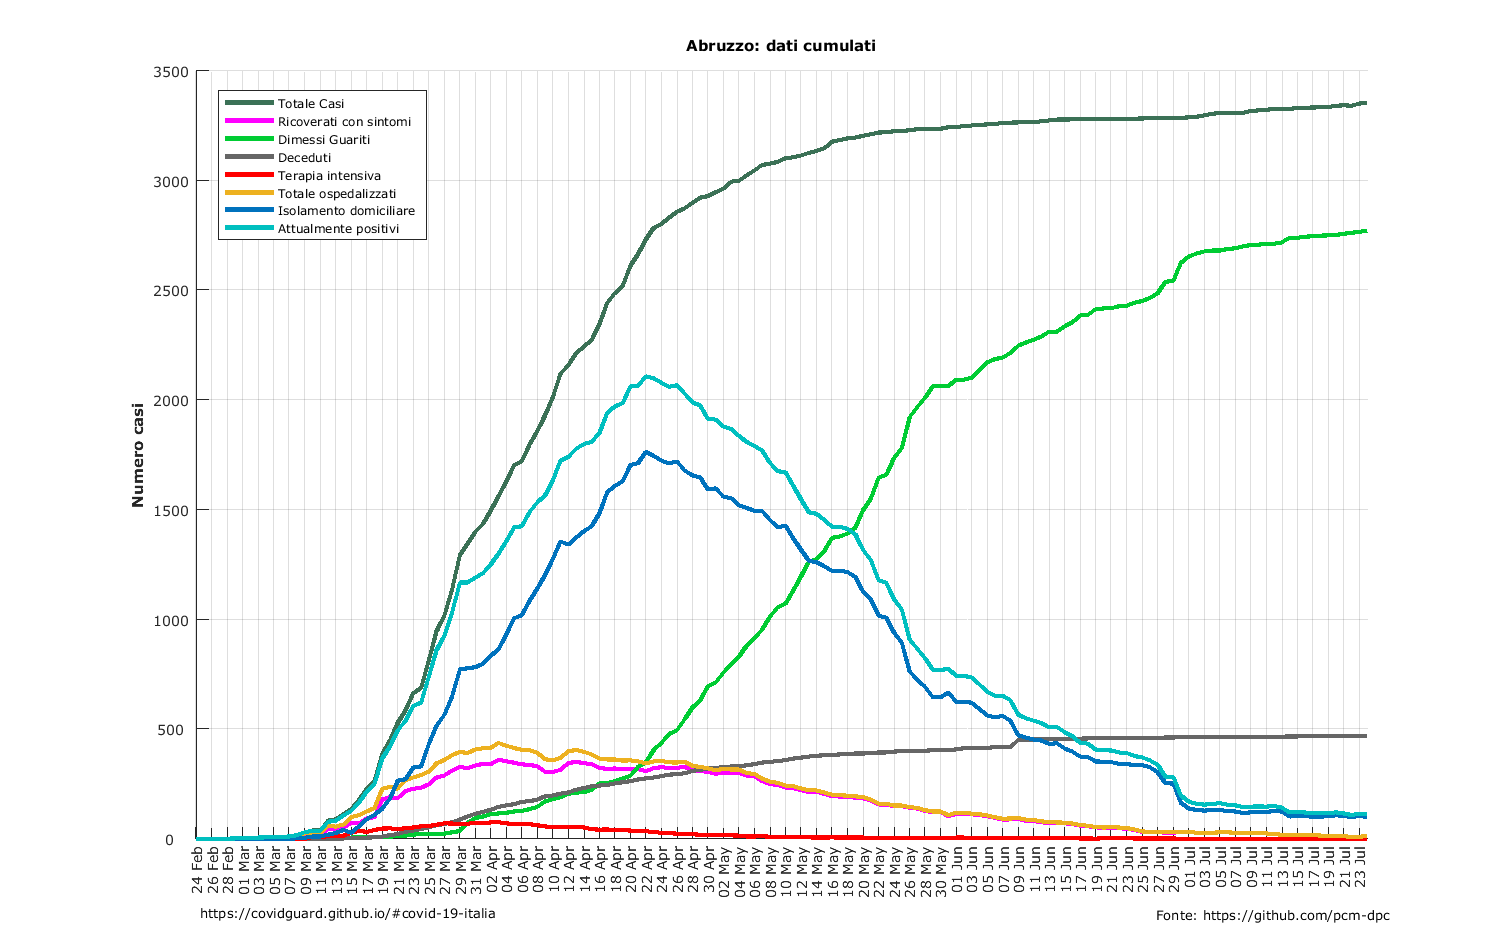 Abruzzo: dati cumulati
Numero casi
3500
3000
2500
2000
1500
1000
500
0
Totale Casi
Ricoverati con sintomi
Dimessi Guariti
Deceduti
Terapia intensiva
Totale ospedalizzati
Isolamento domiciliare
Attualmente positivi
24 Feb
26 Feb
28 Feb
01 Mar
03 Mar
05 Mar
07 Mar
09 Mar
11 Mar
13 Mar
15 Mar
17 Mar
19 Mar
21 Mar
23 Mar
25 Mar
27 Mar
29 Mar
31 Mar
02 Apr
04 Apr
06 Apr
08 Apr
10 Apr
12 Apr
14 Apr
16 Apr
18 Apr
20 Apr
22 Apr
24 Apr
26 Apr
28 Apr
30 Apr
02 May
04 May
06 May
08 May
10 May
12 May
14 May
16 May
18 May
20 May
22 May
24 May
26 May
28 May
30 May
01 Jun
03 Jun
05 Jun
07 Jun
09 Jun
11 Jun
13 Jun
15 Jun
17 Jun
19 Jun
21 Jun
23 Jun
25 Jun
27 Jun
29 Jun
01 Jul
03 Jul
05 Jul
07 Jul
09 Jul
11 Jul
13 Jul
15 Jul
17 Jul
19 Jul
21 Jul
23 Jul
https://covidguard.github.io/#covid-19-italia
Fonte: https://github.com/pcm-dpc